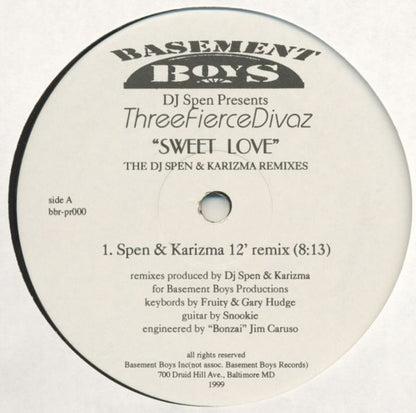 BASEMENT
BOYS
DJ Spen Presents
ThreeFierceDivaz
“SWEET LOVE”
THE DJ SPEN & KARIZMA REMIXES
side A
bbr-pr000
1. Spen & Karizma 12’ remix (8:13)
remixes produced by Dj Spen & Karizma
for Basement Boys Productions
keybords by Fruity & Gary Hudge
guitar by Snookie
engineered by “Bonzai” Jim Caruso
all rights reserved
Basement Boys Inc(not assoc. Basement Boys Records)
700 Druid Hill Ave., Baltimore MD
1999